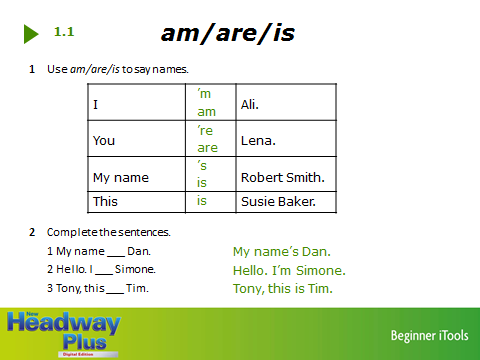 1.1 am/are/is
1 Use am/are/is to say names.
I 'm Ali.
am
You 're Lena.
are
My name 's Robert Smith.
is
This is Susie Baker.
2 Complete the sentences.
1 My name ___ Dan. My name's Dan.
2 Hello. I ___ Simone. Hello. I'm Simone.
3 Tony, this ___ Tim. Tony, this is Tim.
New
Headway
Plus
Digital Edition
Beginner iTools